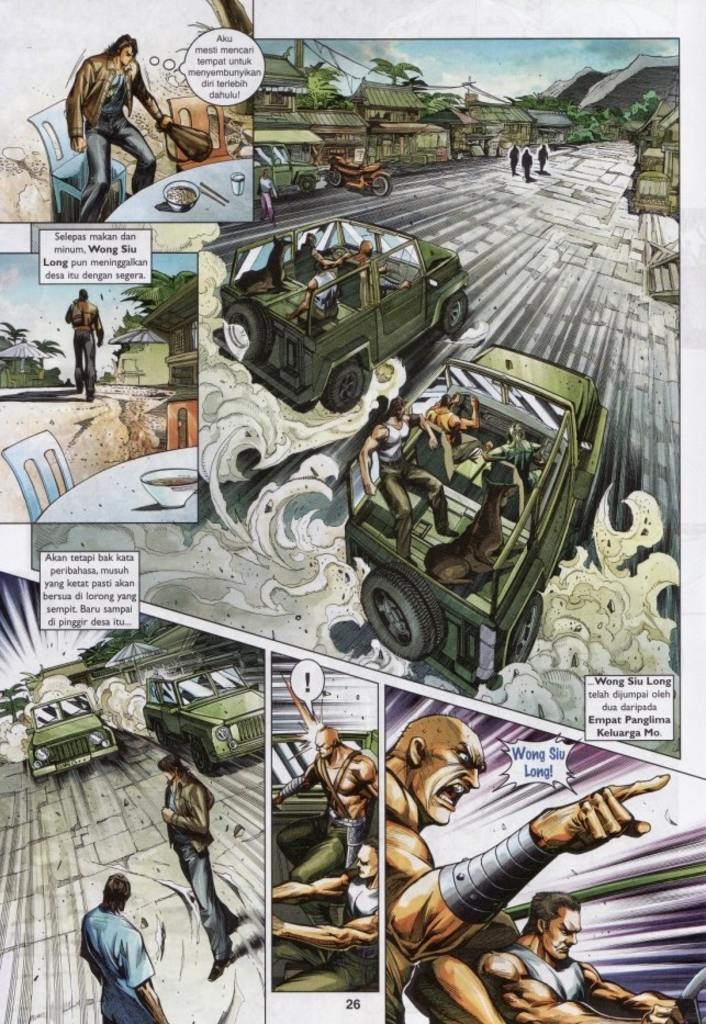 Aku
mesti mencari
tempat untuk
menyembunyikan
diri terlebih
dahulu!
Selepas makan dan
minum, Wong Siu
Long pun meninggalkan
desa itu dengan segera.
Akan tetapi bak kata
peribahasa, musuh
yang ketat pasti akan
bersua di lorong yang
sempit. Baru sampai
di pinggir desa itu...
...Wong Siu Long
telah dijumpai oleh
dua daripada
Empat Panglima
Keluarga Mo.
!
Wong Siu
Long!
26